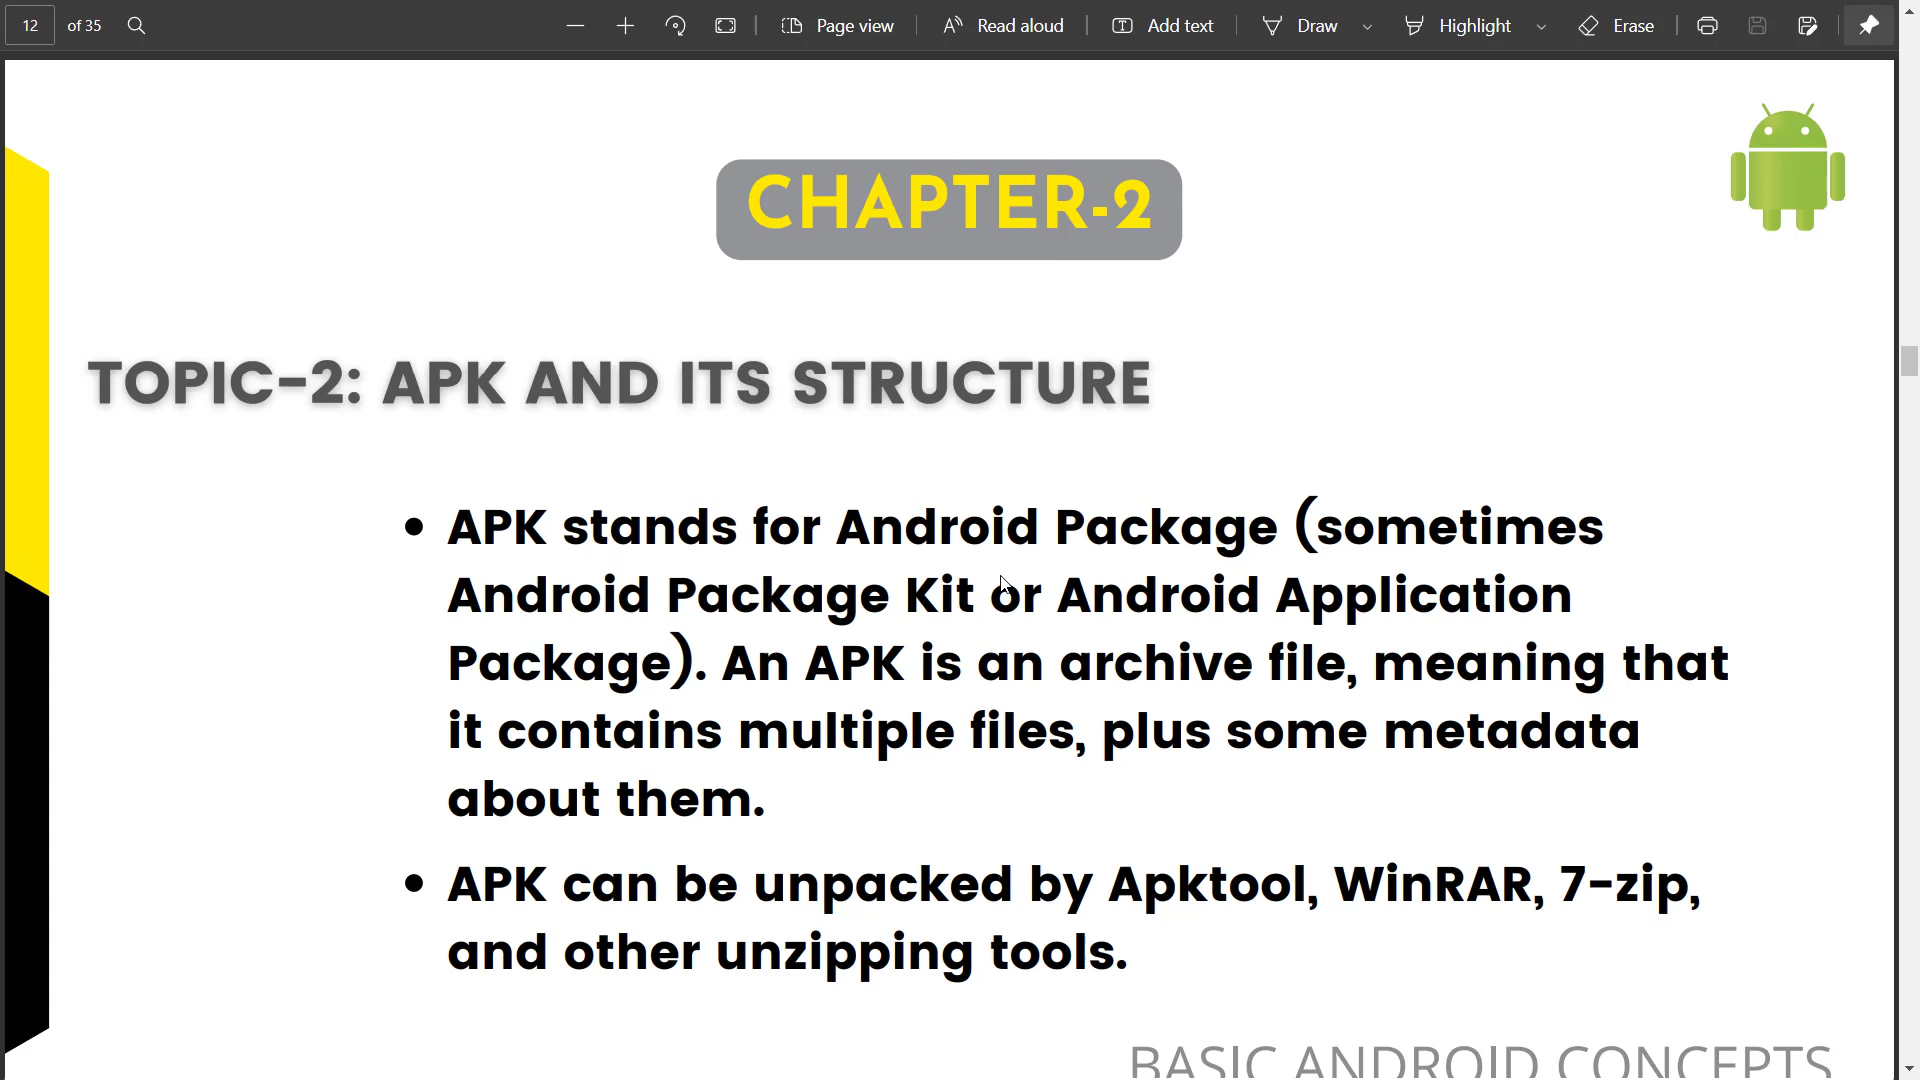 12 of 35 Page view Read aloud Add text Draw Highlight Erase
CHAPTER-2
TOPIC-2: APK AND ITS STRUCTURE
• APK stands for Android Package (sometimes
Android Package Kit or Android Application
Package). An APK is an archive file, meaning that
it contains multiple files, plus some metadata
about them.
• APK can be unpacked by Apktool, WinRAR, 7-zip,
and other unzipping tools.
BASIC ANDROID CONCEPTS